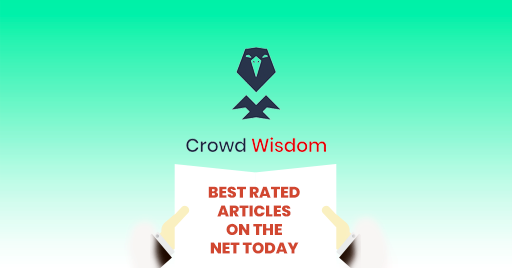 Crowd Wisdom
BEST RATED
ARTICLES
ON THE
NET TODAY